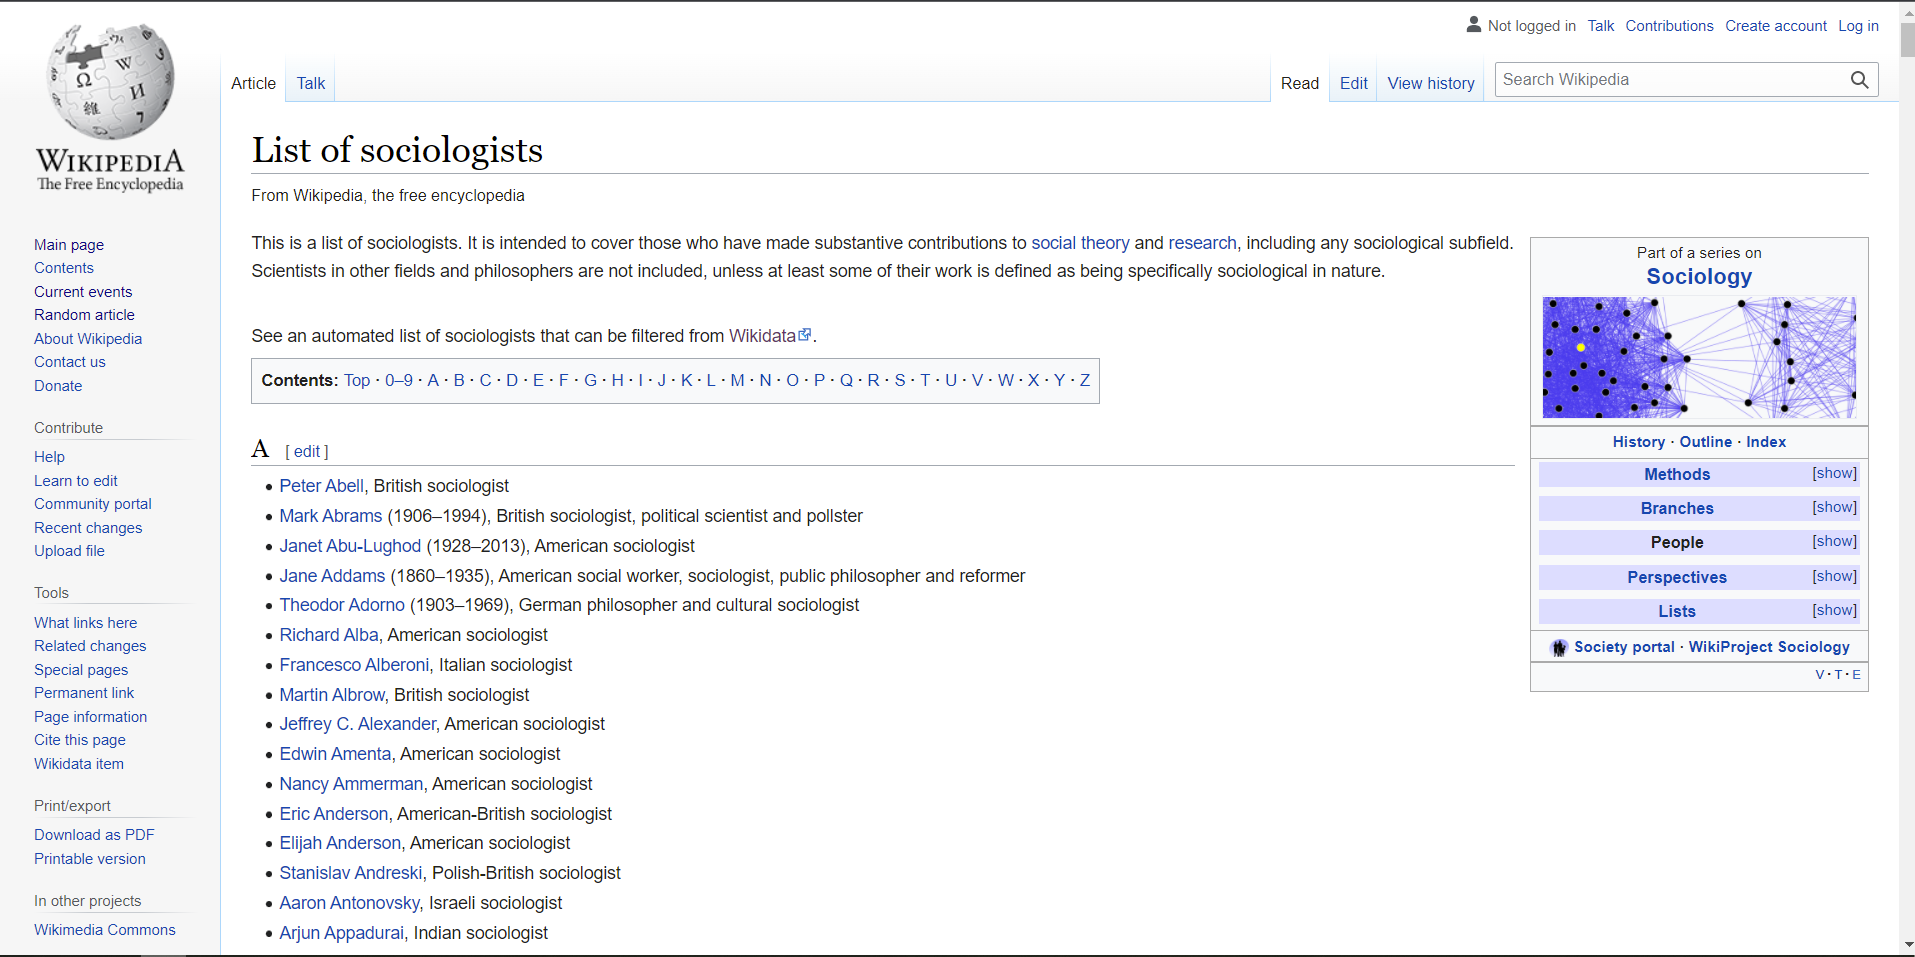 Ω
W
И
維
7
WIKIPEDIA
The Free Encyclopedia
Not logged in Talk Contributions Create account Log in
Article Talk
Read Edit View history
Search Wikipedia
Main page
Contents
Current events
Random article
About Wikipedia
Contact us
Donate
Contribute
Help
Learn to edit
Community portal
Recent changes
Upload file
Tools
What links here
Related changes
Special pages
Permanent link
Page information
Cite this page
Wikidata item
Print/export
Download as PDF
Printable version
In other projects
Wikimedia Commons
List of sociologists
From Wikipedia, the free encyclopedia
This is a list of sociologists. It is intended to cover those who have made substantive contributions to social theory and research, including any sociological subfield.
Scientists in other fields and philosophers are not included, unless at least some of their work is defined as being specifically sociological in nature.
See an automated list of sociologists that can be filtered from Wikidata.
Contents: Top · 0–9 · A · B · C · D · E · F · G · H · I · J · K · L · M · N · O · P · Q · R · S · T · U · V · W · X · Y · Z
A [ edit ]
• Peter Abell, British sociologist
• Mark Abrams (1906–1994), British sociologist, political scientist and pollster
• Janet Abu-Lughod (1928–2013), American sociologist
• Jane Addams (1860–1935), American social worker, sociologist, public philosopher and reformer
• Theodor Adorno (1903–1969), German philosopher and cultural sociologist
• Richard Alba, American sociologist
• Francesco Alberoni, Italian sociologist
• Martin Albrow, British sociologist
• Jeffrey C. Alexander, American sociologist
• Edwin Amenta, American sociologist
• Nancy Ammerman, American sociologist
• Eric Anderson, American-British sociologist
• Elijah Anderson, American sociologist
• Stanislav Andreski, Polish-British sociologist
• Aaron Antonovsky, Israeli sociologist
• Arjun Appadurai, Indian sociologist
Part of a series on
Sociology
History · Outline · Index
Methods [show]
Branches [show]
People [show]
Perspectives [show]
Lists [show]
Society portal · WikiProject Sociology
V · T · E